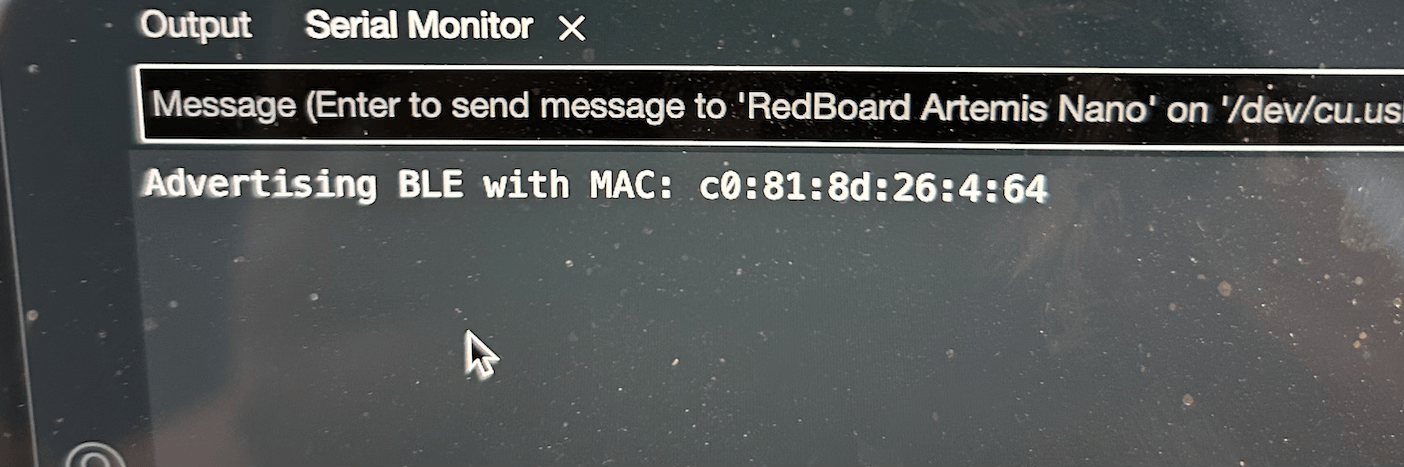 Output Serial Monitor
Message (Enter to send message to 'RedBoard Artemis Nano' on '/dev/cu.us
Advertising BLE with MAC: c0:81:8d:26:4:64